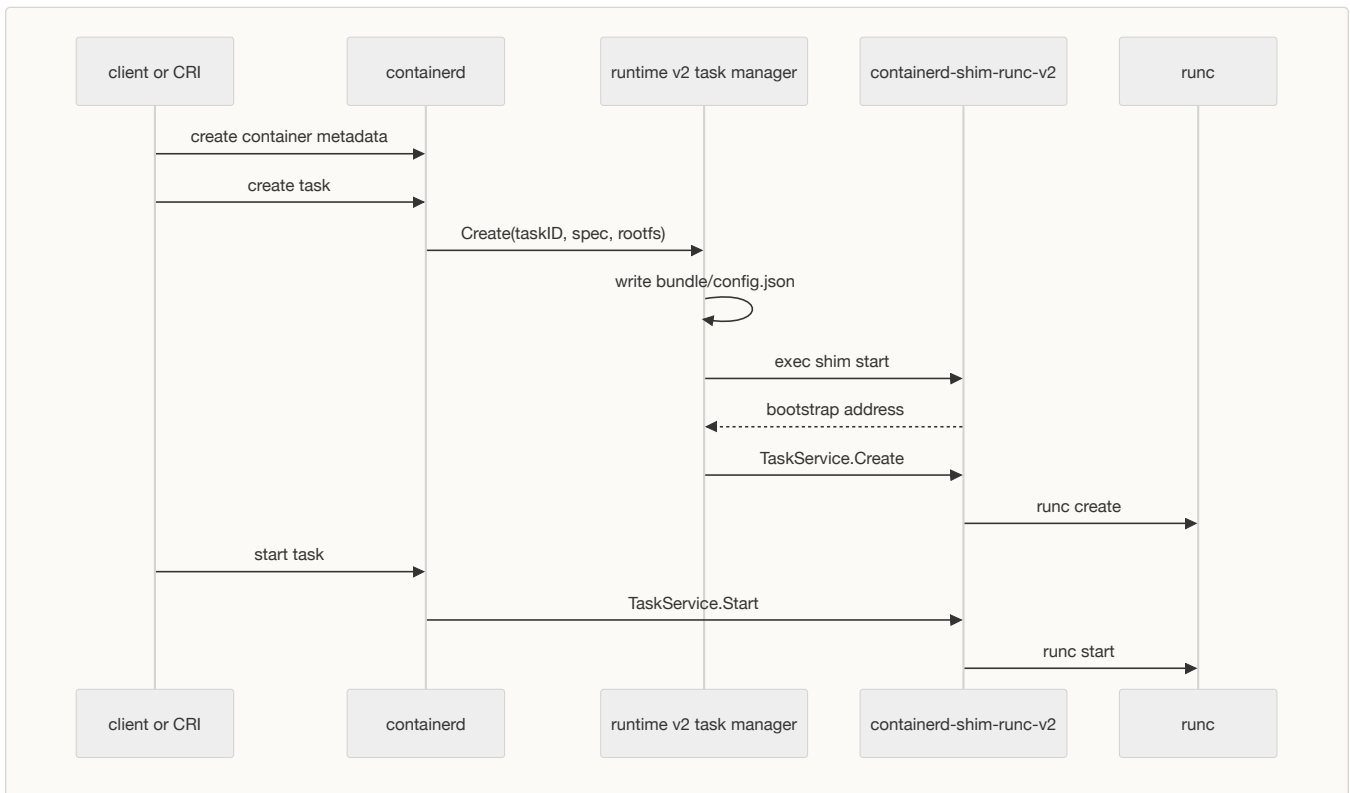 client or CRI
containerd
runtime v2 task manager
containerd-shim-runc-v2
runc
create container metadata
create task
Create(taskID, spec, rootfs)
write bundle/config.json
exec shim start
bootstrap address
TaskService.Create
runc create
start task
TaskService.Start
runc start
client or CRI
containerd
runtime v2 task manager
containerd-shim-runc-v2
runc